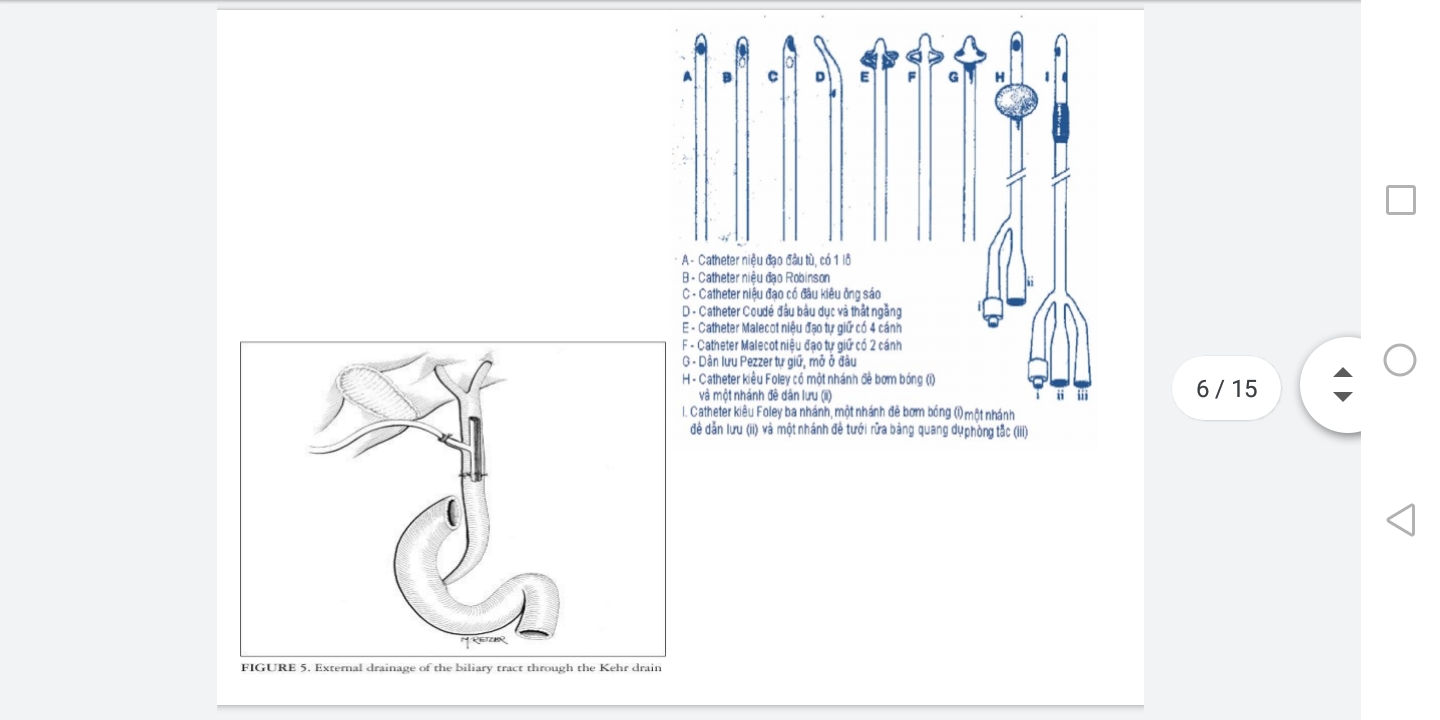 A B C D E F G H I
i
ii
i ii iii
A - Catheter niệu đạo đầu tù, có 1 lỗ
B - Catheter niệu đạo Robinson
C - Catheter niệu đạo có đầu kiểu ống sáo
D - Catheter Coudé đầu bầu dục và thắt ngẵng
E - Catheter Malecot niệu đạo tự giữ có 4 cánh
F - Catheter Malecot niệu đạo tự giữ có 2 cánh
G - Dẫn lưu Pezzer tự giữ, mở ở đầu
H - Catheter kiểu Foley có một nhánh để bơm bóng (i)
và một nhánh để dẫn lưu (ii)
I. Catheter kiểu Foley ba nhánh, một nhánh để bơm bóng (i) một nhánh
để dẫn lưu (ii) và một nhánh để tưới rửa bàng quang dự phòng tắc (iii)
6 / 15
M. RETZER
FIGURE 5. External drainage of the biliary tract through the Kehr drain